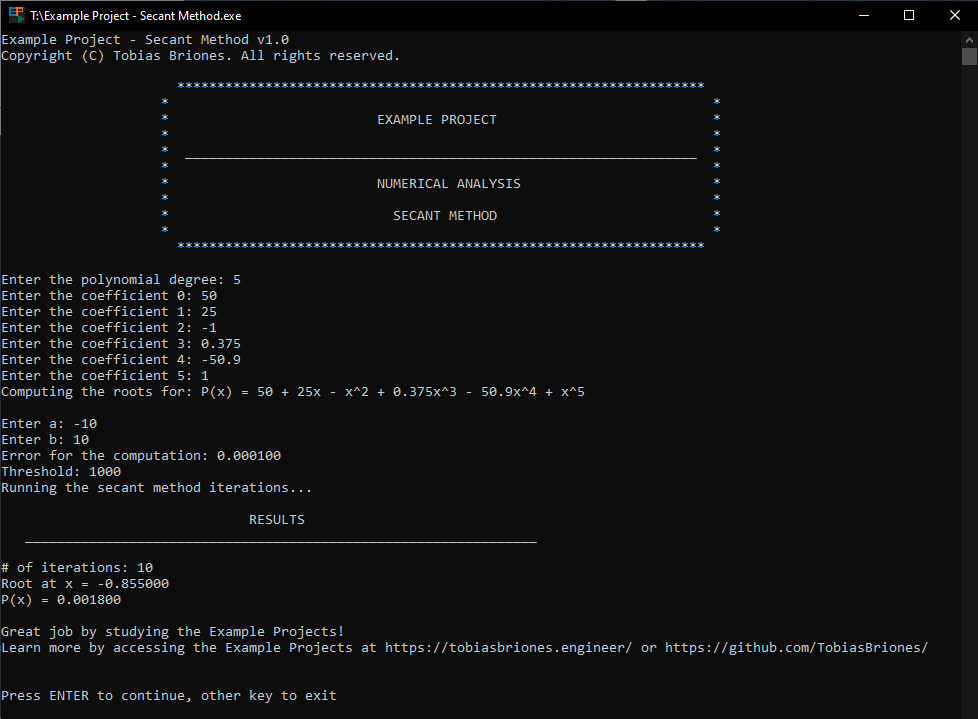 T:\Example Project - Secant Method.exe
Example Project - Secant Method v1.0
Copyright (C) Tobias Briones. All rights reserved.
******************************************************************
* *
* EXAMPLE PROJECT *
* *
* ________________________________________________________________ *
* *
* NUMERICAL ANALYSIS *
* *
* SECANT METHOD *
* *
******************************************************************
Enter the polynomial degree: 5
Enter the coefficient 0: 50
Enter the coefficient 1: 25
Enter the coefficient 2: -1
Enter the coefficient 3: 0.375
Enter the coefficient 4: -50.9
Enter the coefficient 5: 1
Computing the roots for: P(x) = 50 + 25x - x^2 + 0.375x^3 - 50.9x^4 + x^5
Enter a: -10
Enter b: 10
Error for the computation: 0.000100
Threshold: 1000
Running the secant method iterations...
RESULTS
________________________________________________________________
# of iterations: 10
Root at x = -0.855000
P(x) = 0.001800
Great job by studying the Example Projects!
Learn more by accessing the Example Projects at https://tobiasbriones.engineer/ or https://github.com/TobiasBriones/
Press ENTER to continue, other key to exit